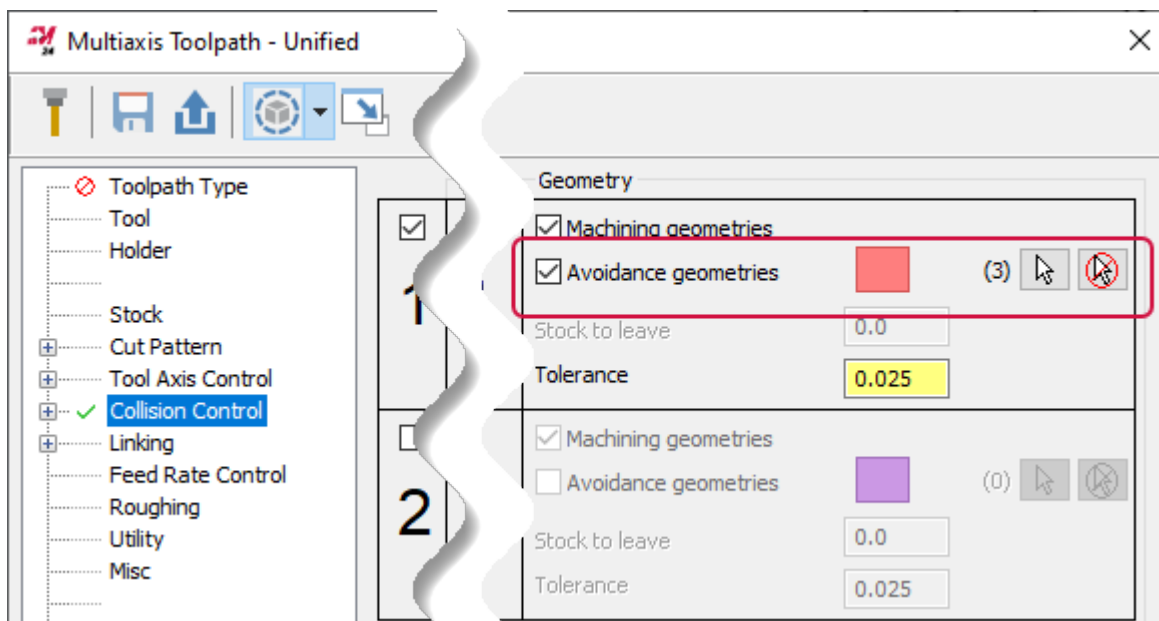 Multiaxis Toolpath - Unified
Toolpath Type
Tool
Holder
Stock
Cut Pattern
Tool Axis Control
Collision Control
Linking
Feed Rate Control
Roughing
Utility
Misc
Geometry
1
Machining geometries
Avoidance geometries (3)
Stock to leave 0.0
Tolerance 0.025
2
Machining geometries
Avoidance geometries (0)
Stock to leave 0.0
Tolerance 0.025